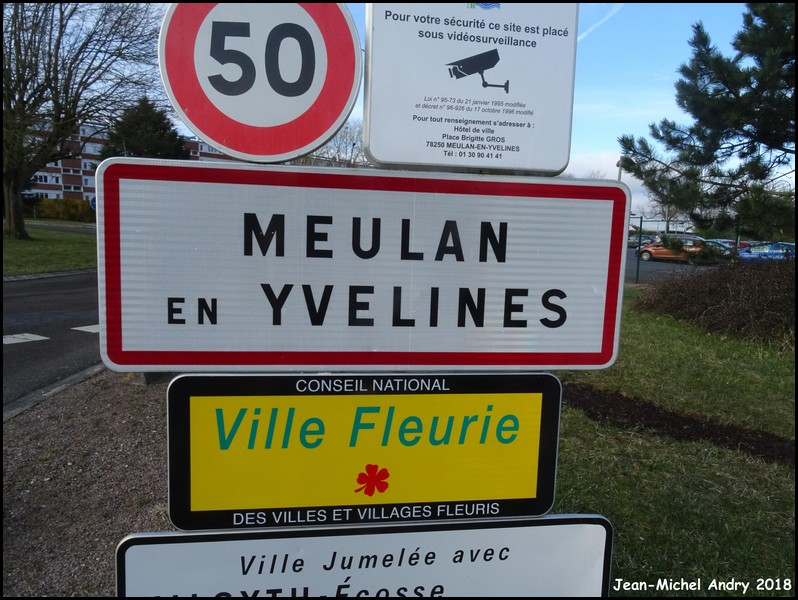 50
Pour votre sécurité ce site est placé
sous vidéosurveillance
Loi n° 95-73 du 21 janvier 1995 modifiée
et décret n° 96-926 du 17 octobre 1996 modifié
Pour tout renseignement s'adresser à :
Hôtel de ville
Place Brigitte GROS
78250 MEULAN-EN-YVELINES
Tél : 01 30 90 41 41
MEULAN
EN YVELINES
CONSEIL NATIONAL
Ville Fleurie
DES VILLES ET VILLAGES FLEURIS
Ville Jumelée avec
Écosse
Jean-Michel Andry 2018